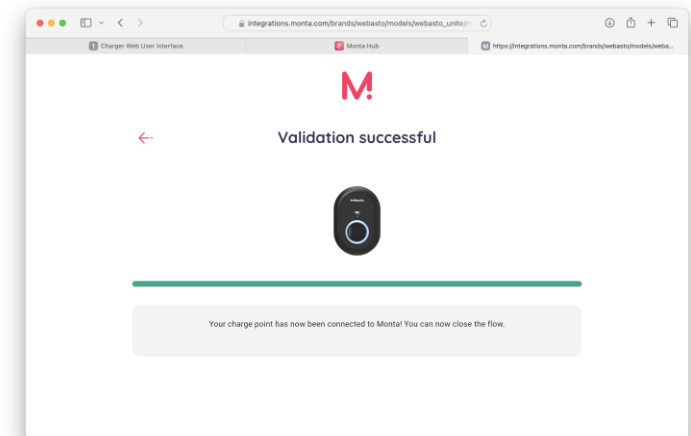 integrations.monta.com/brands/webasto/models/webasto_unite/m
Charger Web User Interface
Monta Hub
https://integrations.monta.com/brands/webasto/models/weba...
M
Validation successful
webasto
Your charge point has now been connected to Monta! You can now close the flow.